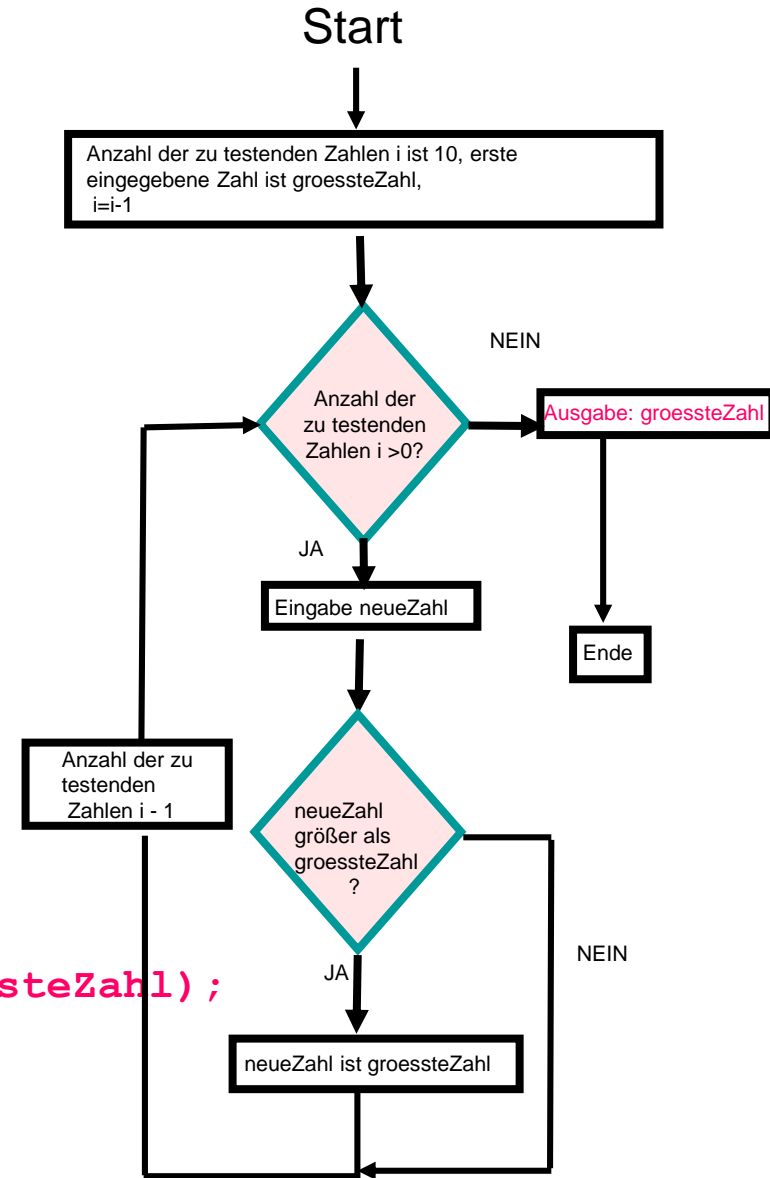 Start
Anzahl der zu testenden Zahlen i ist 10, erste
eingegebene Zahl ist groessteZahl,
i=i-1
NEIN
Anzahl der
zu testenden
Zahlen i >0?
Ausgabe: groessteZahl
JA
Eingabe neueZahl
Ende
Anzahl der zu
testenden
Zahlen i - 1
neueZahl
größer als
groessteZahl
?
NEIN
JA
steZahl);
neueZahl ist groessteZahl